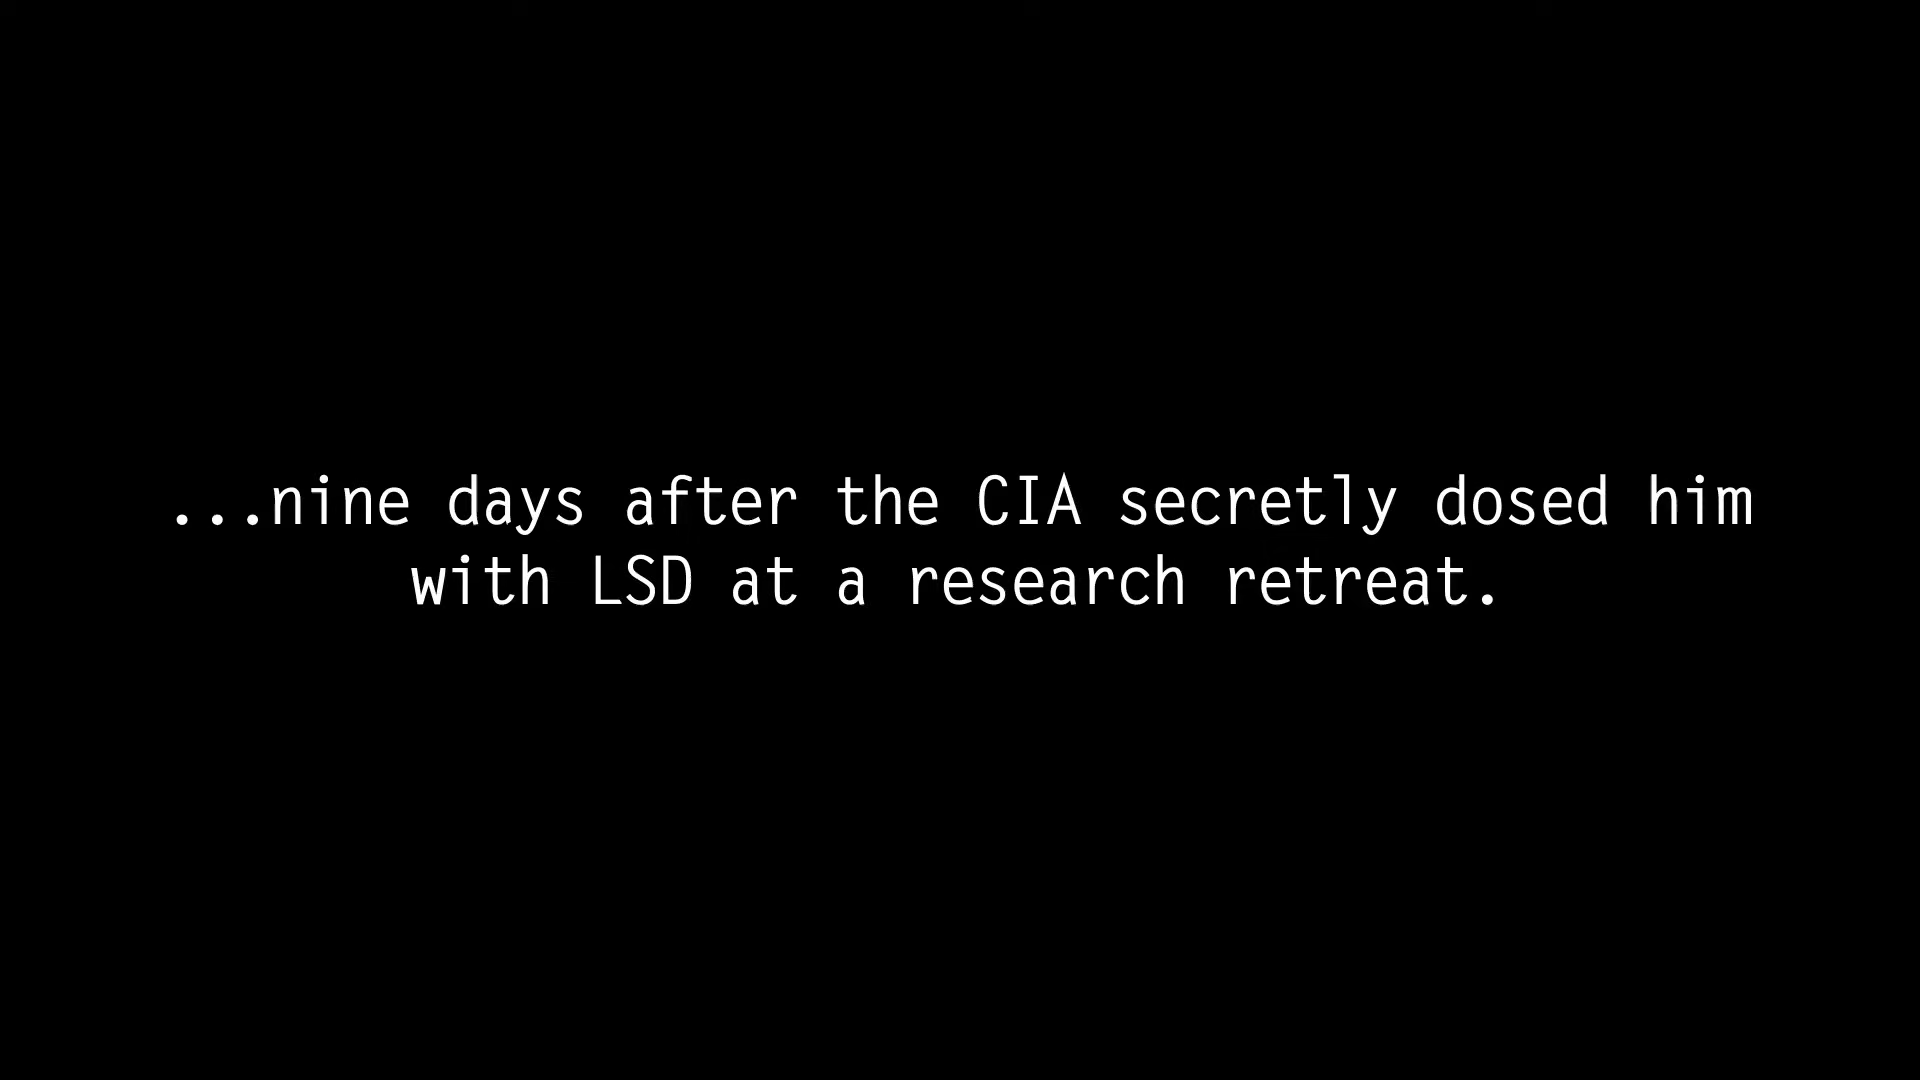 ...nine days after the CIA secretly dosed him
with LSD at a research retreat.